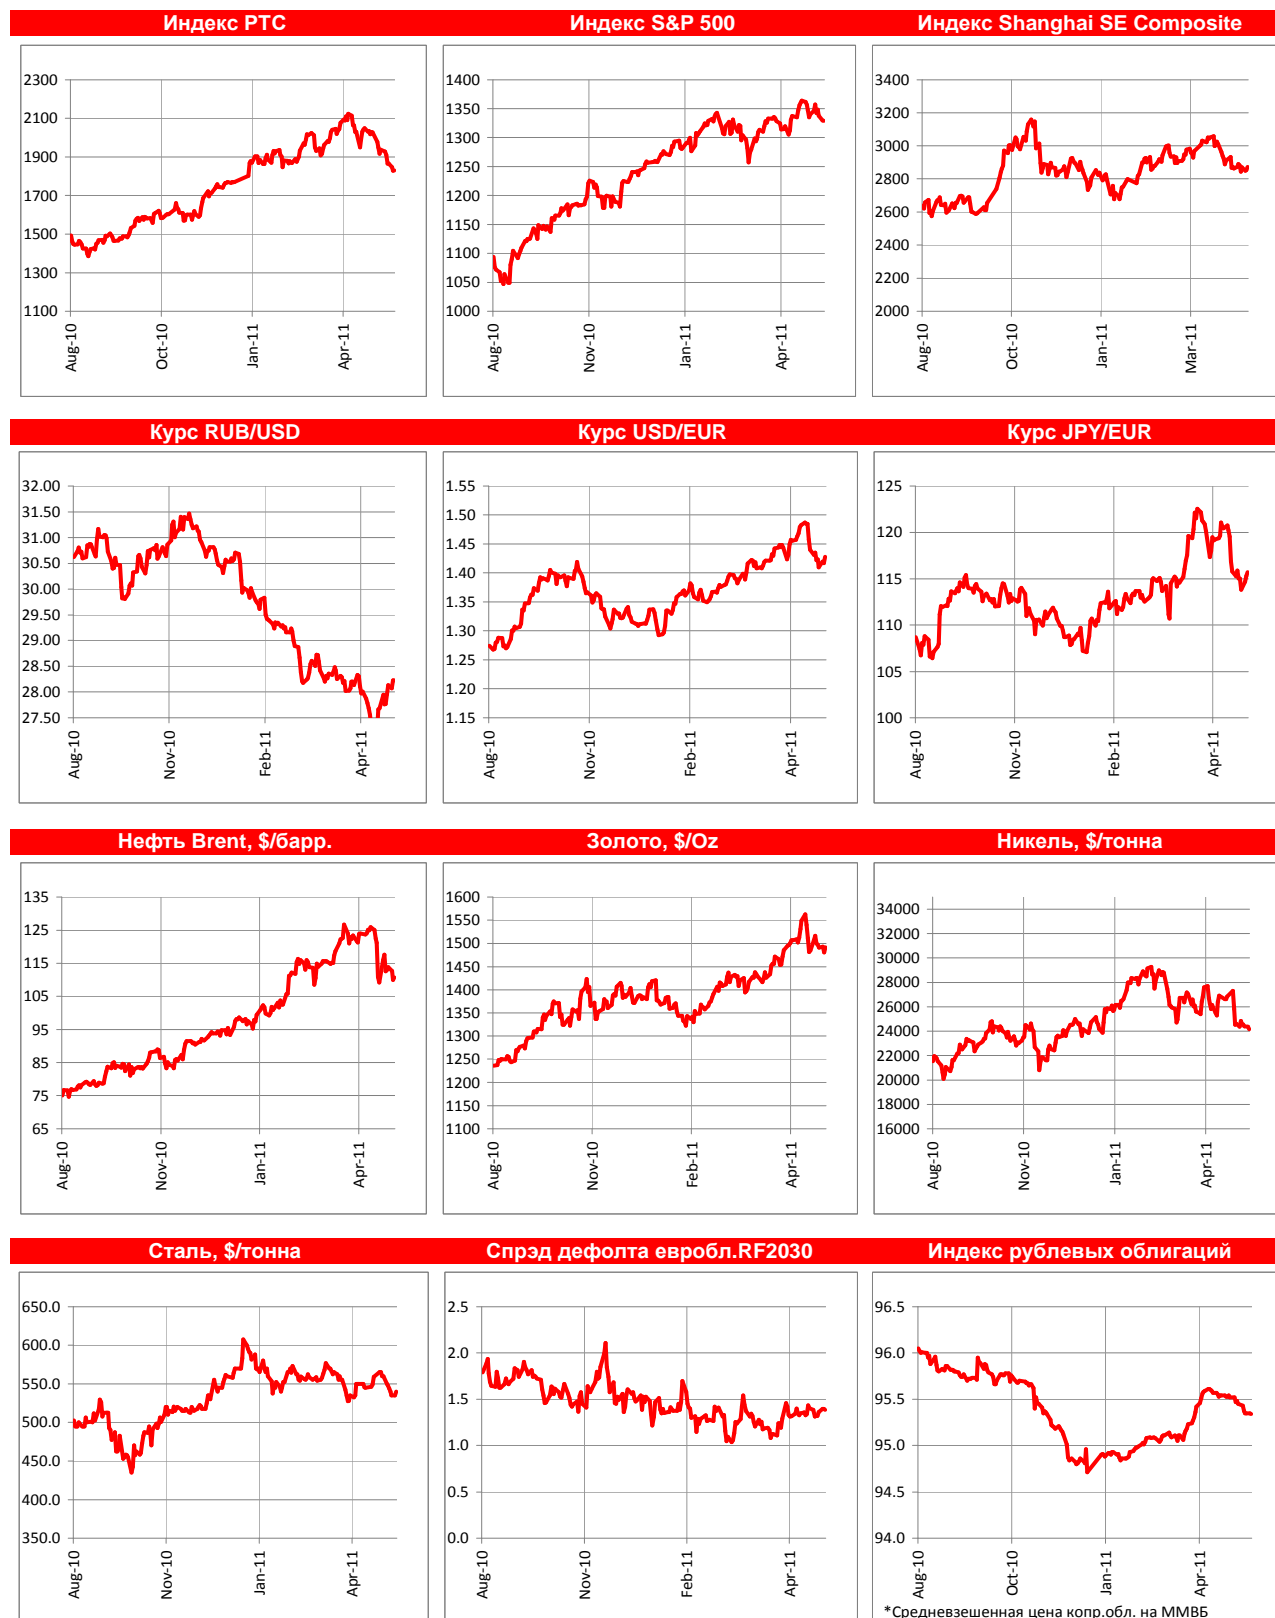 Индекс РТС
Индекс S&P 500
Индекс Shanghai SE Composite
2300
2100
1900
1700
1500
1300
1100
Aug-10
Oct-10
Jan-11
Apr-11
1400
1350
1300
1250
1200
1150
1100
1050
1000
Aug-10
Nov-10
Jan-11
Apr-11
3400
3200
3000
2800
2600
2400
2200
2000
Aug-10
Oct-10
Jan-11
Mar-11
Курс RUB/USD
Курс USD/EUR
Курс JPY/EUR
32.00
31.50
31.00
30.50
30.00
29.50
29.00
28.50
28.00
27.50
Aug-10
Nov-10
Feb-11
Apr-11
1.55
1.50
1.45
1.40
1.35
1.30
1.25
1.20
1.15
Aug-10
Nov-10
Feb-11
Apr-11
125
120
115
110
105
100
Aug-10
Nov-10
Feb-11
Apr-11
Нефть Brent, $/барр.
Золото, $/Oz
Никель, $/тонна
135
125
115
105
95
85
75
65
Aug-10
Nov-10
Jan-11
Apr-11
1600
1550
1500
1450
1400
1350
1300
1250
1200
1150
1100
Aug-10
Nov-10
Feb-11
Apr-11
34000
32000
30000
28000
26000
24000
22000
20000
18000
16000
Aug-10
Nov-10
Jan-11
Apr-11
Сталь, $/тонна
Спрэд дефолта евробл.RF2030
Индекс рублевых облигаций
650.0
600.0
550.0
500.0
450.0
400.0
350.0
Aug-10
Nov-10
Jan-11
Apr-11
2.5
2.0
1.5
1.0
0.5
0.0
Aug-10
Nov-10
Feb-11
Apr-11
96.5
96.0
95.5
95.0
94.5
94.0
Aug-10
Oct-10
Jan-11
Apr-11
*Средневзешенная цена копр.обл. на ММВБ